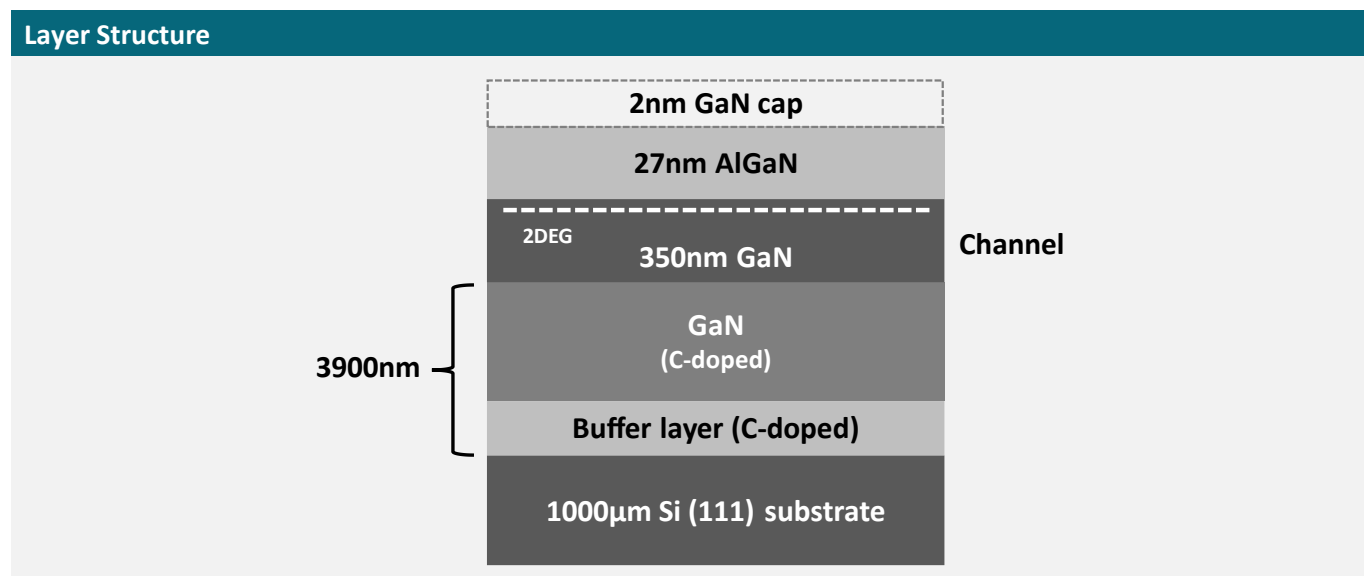 Layer Structure
2nm GaN cap
27nm AlGaN
2DEG
350nm GaN
Channel
GaN
(C-doped)
3900nm
Buffer layer (C-doped)
1000μm Si (111) substrate